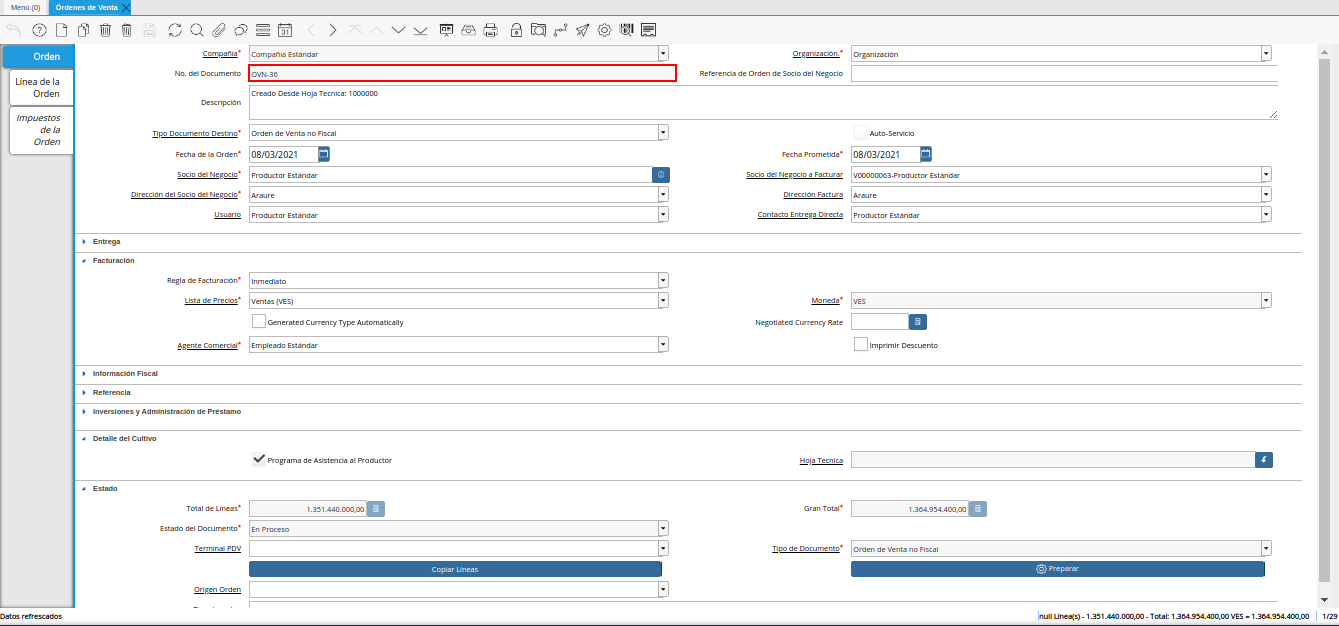 Menú (0) Órdenes de Venta
31
Orden
Línea de la
Orden
Impuestos
de la
Orden
Compañía* Compañía Estándar Organización.* Organización
No. del Documento OVN-36 Referencia de Orden de Socio del Negocio
Descripción Creado Desde Hoja Tecnica: 1000000
Tipo Documento Destino* Orden de Venta no Fiscal Auto-Servicio
Fecha de la Orden* 08/03/2021 Fecha Prometida* 08/03/2021
Socio del Negocio* Productor Estándar Socio del Negocio a Facturar V00000063-Productor Estándar
Dirección del Socio del Negocio* Araure Dirección Factura Araure
Usuario Productor Estándar Contacto Entrega Directa Productor Estándar
Entrega
Facturación
Regla de Facturación* Inmediato
Lista de Precios* Ventas (VES) Moneda* VES
Generated Currency Type Automatically Negotiated Currency Rate
Agente Comercial* Empleado Estándar Imprimir Descuento
Información Fiscal
Referencia
Inversiones y Administración de Préstamo
Detalle del Cultivo
Programa de Asistencia al Productor Hoja Tecnica
Estado
Total de Líneas* 1.351.440.000,00 Gran Total* 1.364.954.400,00
Estado del Documento* En Proceso
Terminal PDV Tipo de Documento* Orden de Venta no Fiscal
Copiar Líneas Preparar
Origen Orden
Datos refrescados null Línea(s) - 1.351.440.000,00 - Total: 1.364.954.400,00 VES = 1.364.954.400,00 1/29